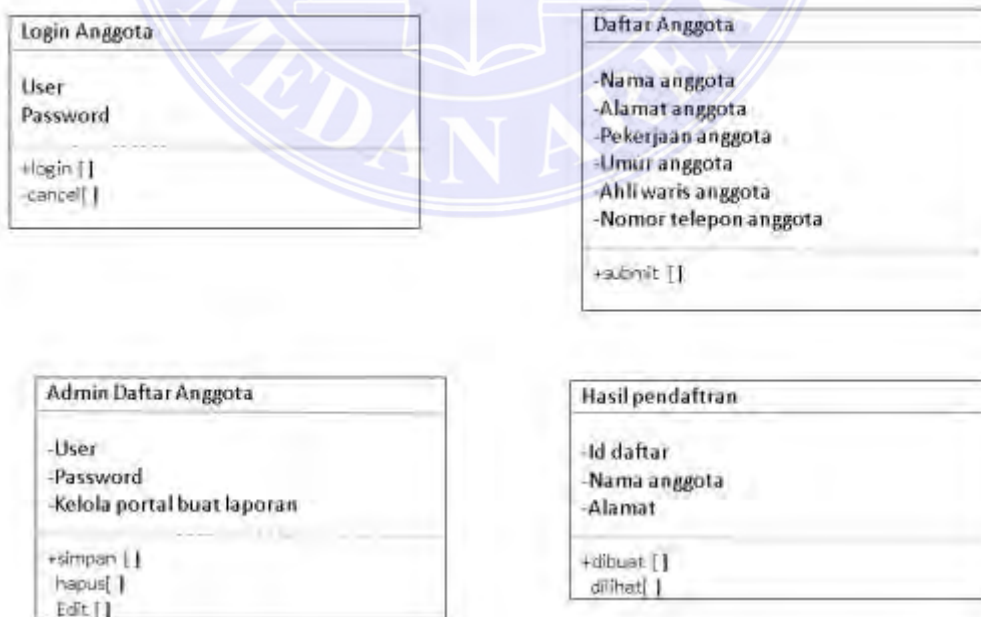 Login Anggota
User
Password
+login [ ]
-cancel[ ]
Daftar Anggota
-Nama anggota
-Alamat anggota
-Pekerjaan anggota
-Umur anggota
-Ahli waris anggota
-Nomor telepon anggota
+submit [ ]
Admin Daftar Anggota
-User
-Password
-Kelola portal buat laporan
+simpan [ ]
hapus[ ]
Edit [ ]
Hasil pendaftran
-Id daftar
-Nama anggota
-Alamat
+dibuat [ ]
dilihat[ ]
MEDAN AREA